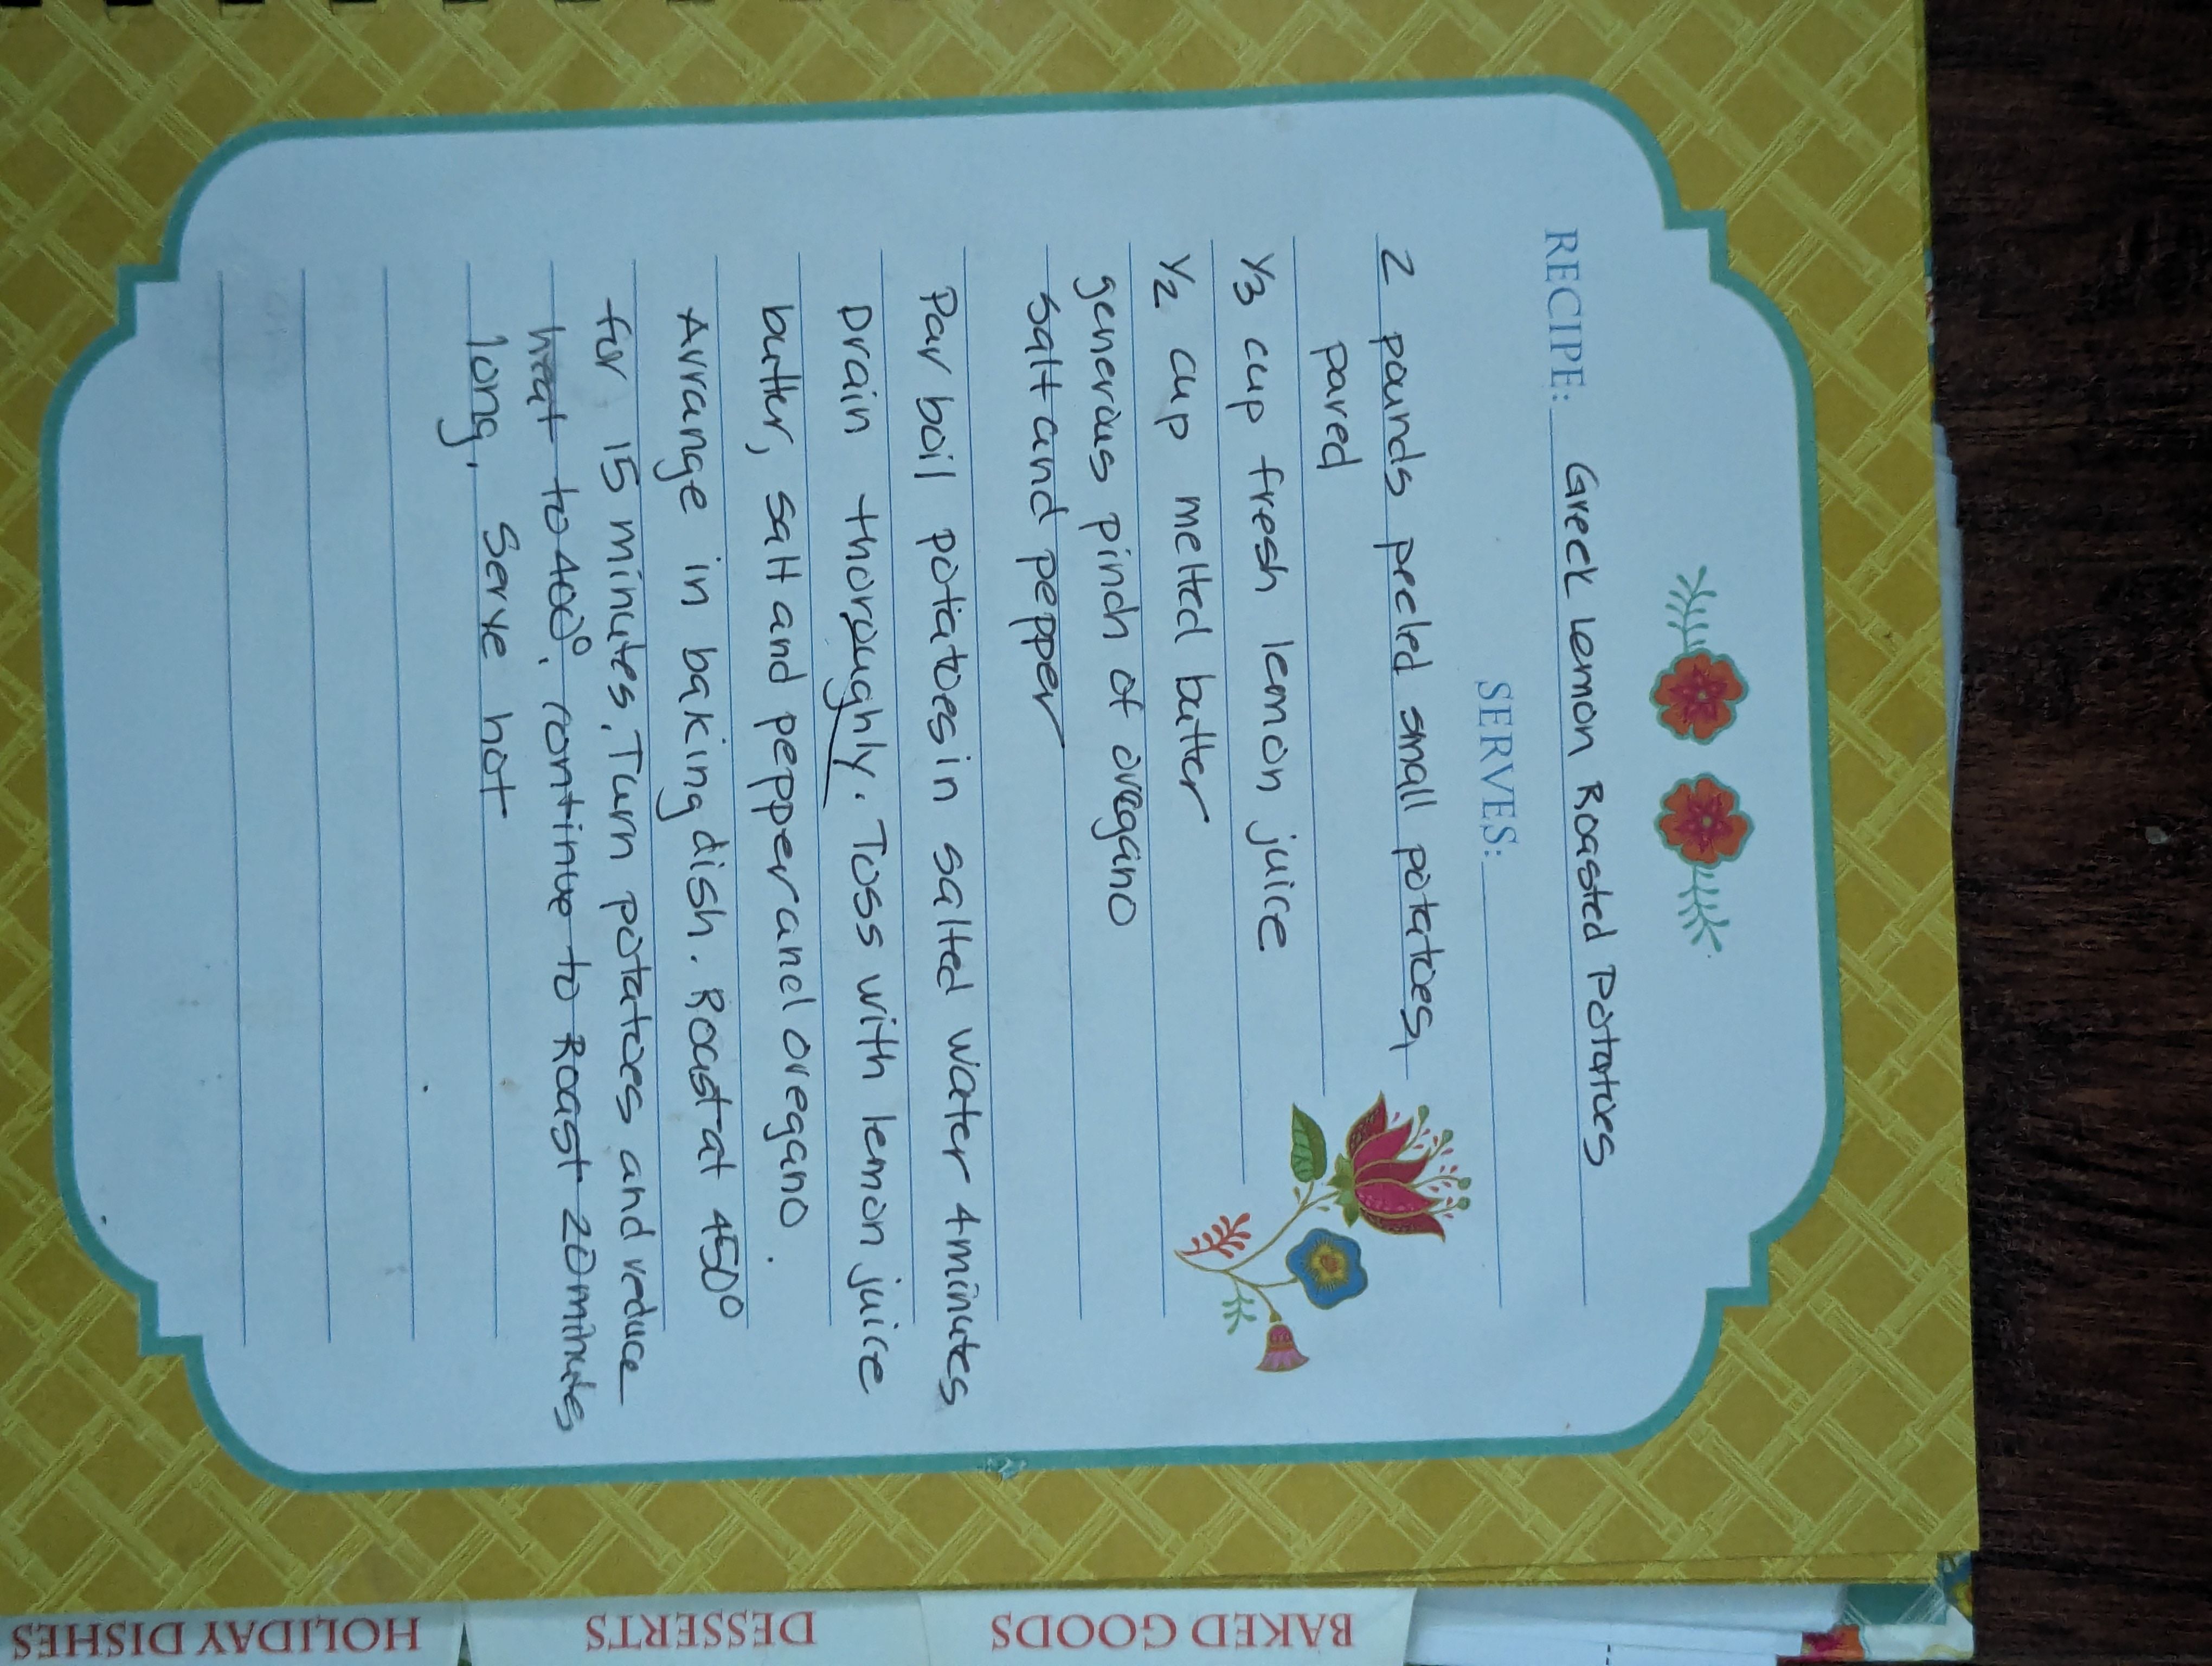 RECIPE: Greek Lemon Roasted Potatoes
SERVES:
2 pounds peeled small potatoes,
pared
1/3 cup fresh lemon juice
1/2 cup melted butter
generous pinch of oregano
salt and pepper
Par boil potatoes in salted water 4 minutes
Drain thoroughly. Toss with lemon juice
butter, salt and pepper and oregano.
Arrange in baking dish. Roast at 450°
for 15 minutes. Turn potatoes and reduce
heat to 400°. Continue to Roast 20 minutes
long. Serve hot
BAKED GOODS
DESSERTS
HOLIDAY DISHES